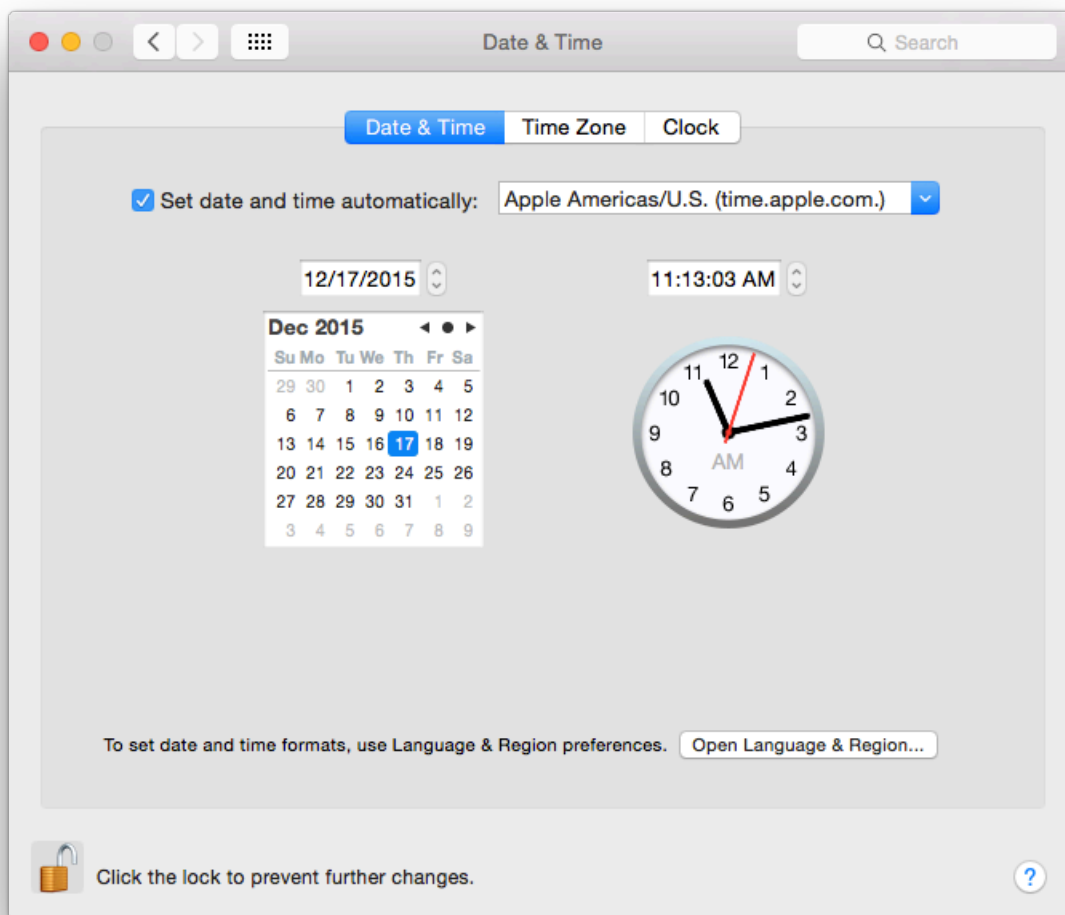 Date & Time
Search
Date & Time Time Zone Clock
Set date and time automatically: Apple Americas/U.S. (time.apple.com.)
12/17/2015
11:13:03 AM
Dec 2015
Su Mo Tu We Th Fr Sa
29 30 1 2 3 4 5
6 7 8 9 10 11 12
13 14 15 16 17 18 19
20 21 22 23 24 25 26
27 28 29 30 31 1 2
3 4 5 6 7 8 9
12
11 1
10 2
9 3
AM
8 4
7 5
6
To set date and time formats, use Language & Region preferences. Open Language & Region...
Click the lock to prevent further changes.
?